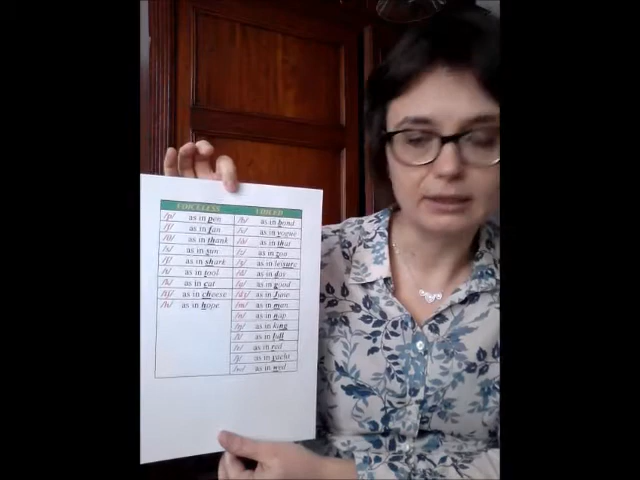 VOICELESS VOICED
/p/ as in pen /b/ as in bond
/f/ as in fan /v/ as in vogue
/θ/ as in thank /ð/ as in that
/s/ as in sun /z/ as in zoo
/ʃ/ as in shark /ʒ/ as in leisure
/t/ as in tool /d/ as in day
/k/ as in cat /g/ as in good
/tʃ/ as in cheese /dʒ/ as in June
/h/ as in hope /m/ as in man
/n/ as in nap
/ŋ/ as in king
/l/ as in
/r/ as in red
/j/ as in yacht
/w/ as in